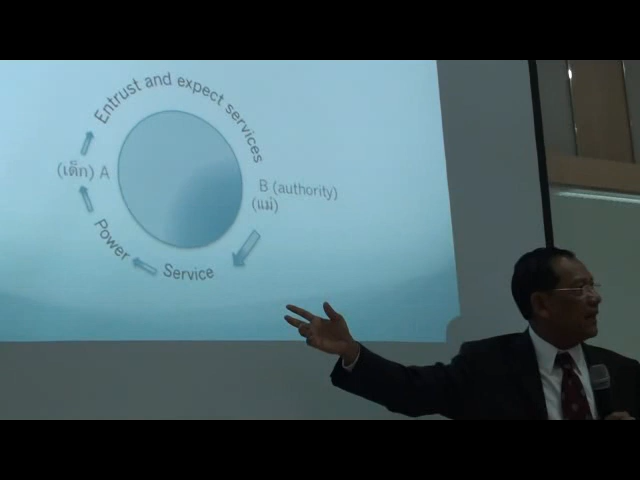 Entrust and expect services
(เด็ก) A
B (authority)
(แม่)
Power
Service